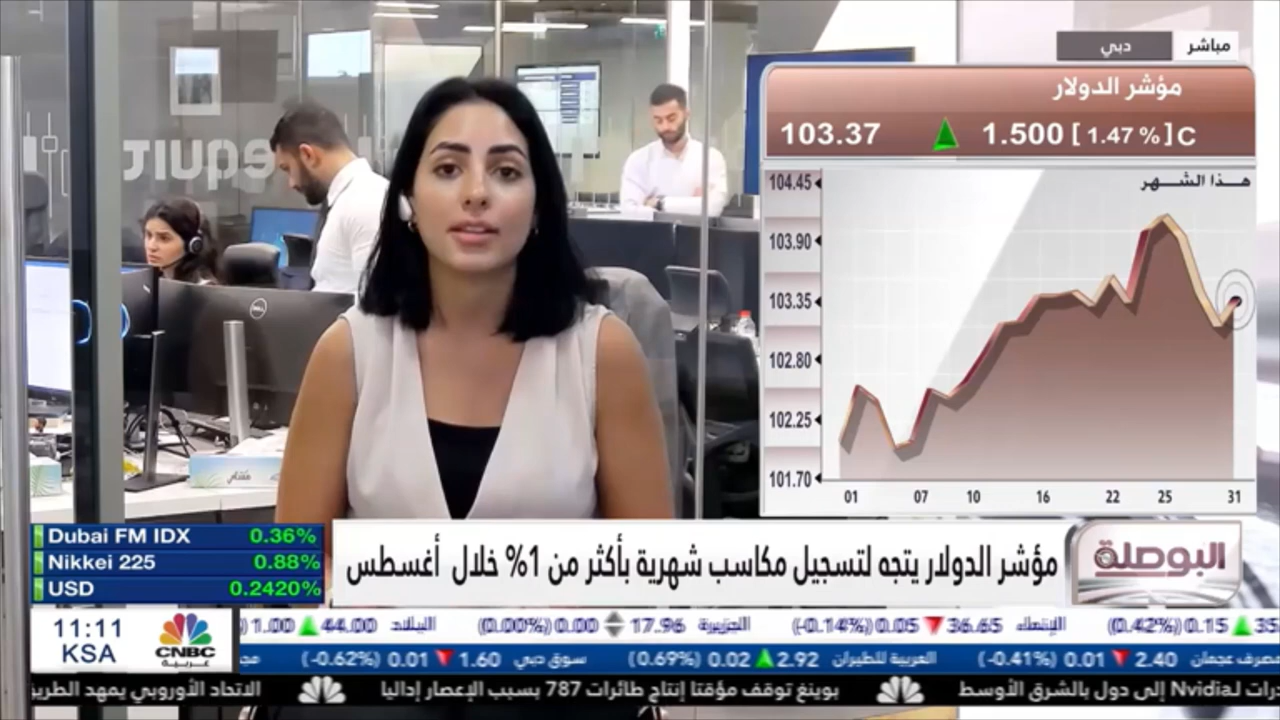 مباشر
دبي
مؤشر الدولار
103.37 ▲ 1.500 [ 1.47 % ] C
هذا الشهر
104.45
103.90
103.35
102.80
102.25
101.70
01 07 10 16 22 25 31
equit
DELL
Dubai FM IDX 0.36%
Nikkei 225 0.88%
USD 0.2420%
مؤشر الدولار يتجه لتسجيل مكاسب شهرية بأكثر من 1% خلال أغسطس
البوصلة
11:11
KSA
CNBC
عربية
35 ▲ 0.15 (0.42%) الإنماء 36.65 ▼ 0.05 (-0.14%) الجزيرة 17.96 0.00 (0.00%) البلاد 44.00 ▲ 1.00
مصرف عجمان 2.40 ▼ 0.01 (-0.41%) العربية للطيران 2.92 ▲ 0.02 (0.69%) سوق دبي 1.60 ▼ 0.01 (-0.62%)
لـNvidia إلى دول بالشرق الأوسط بوينغ توقف مؤقتا إنتاج طائرات 787 بسبب الإعصار إداليا الاتحاد الأوروبي يمهد